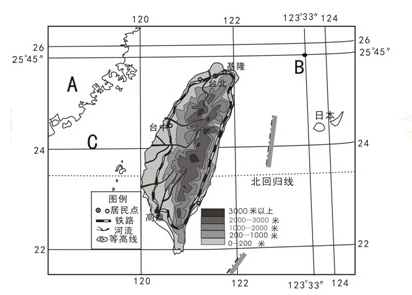 120
122
123°33′ 124
26
25°45′
26
25°45′
A
B
基隆
台北
日本
台中
C
24
24
北回归线
图例
居民点
铁路
河流
等高线
高雄
3000 米以上
2000—3000 米
1000—2000 米
200—1000 米
0—200 米
22
22
120
122
123°33′ 124